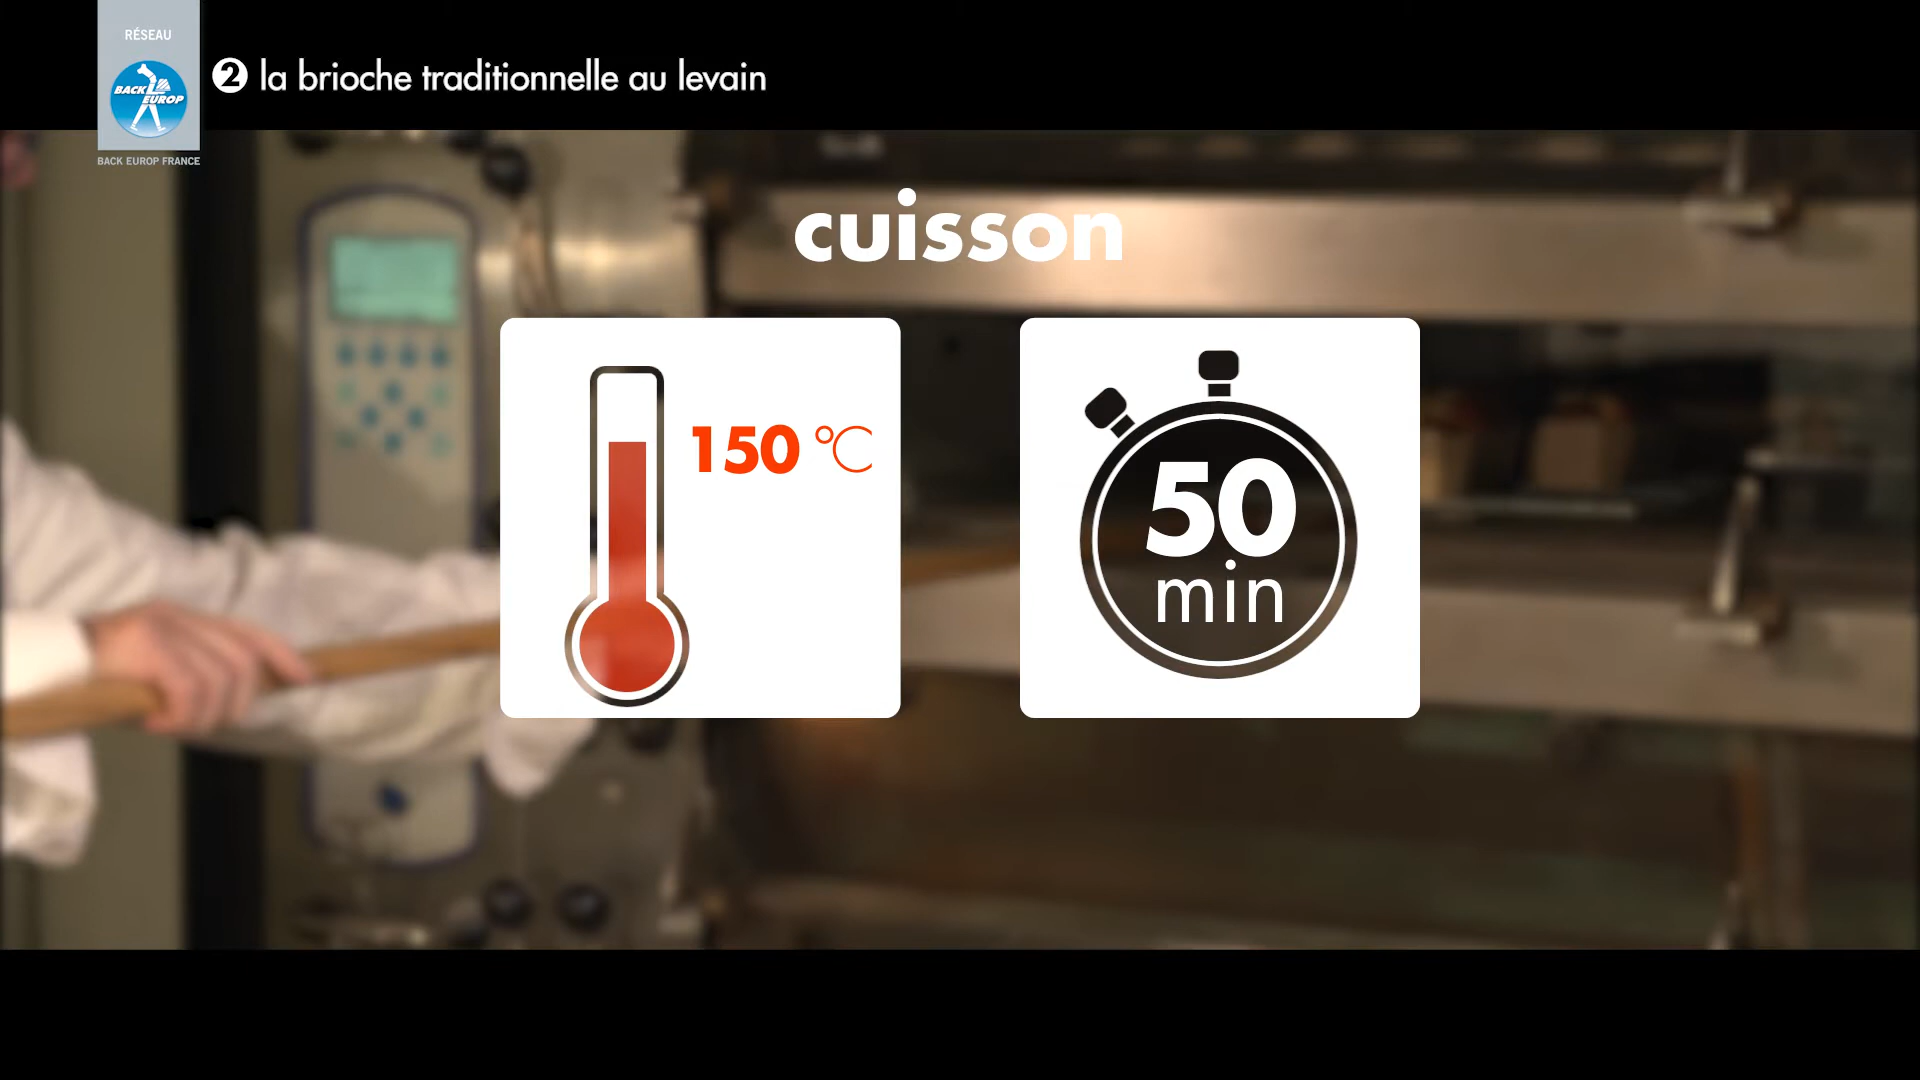 RÉSEAU
BACK EUROP
BACK EUROP FRANCE
2 la brioche traditionnelle au levain
cuisson
150 °C
50
min